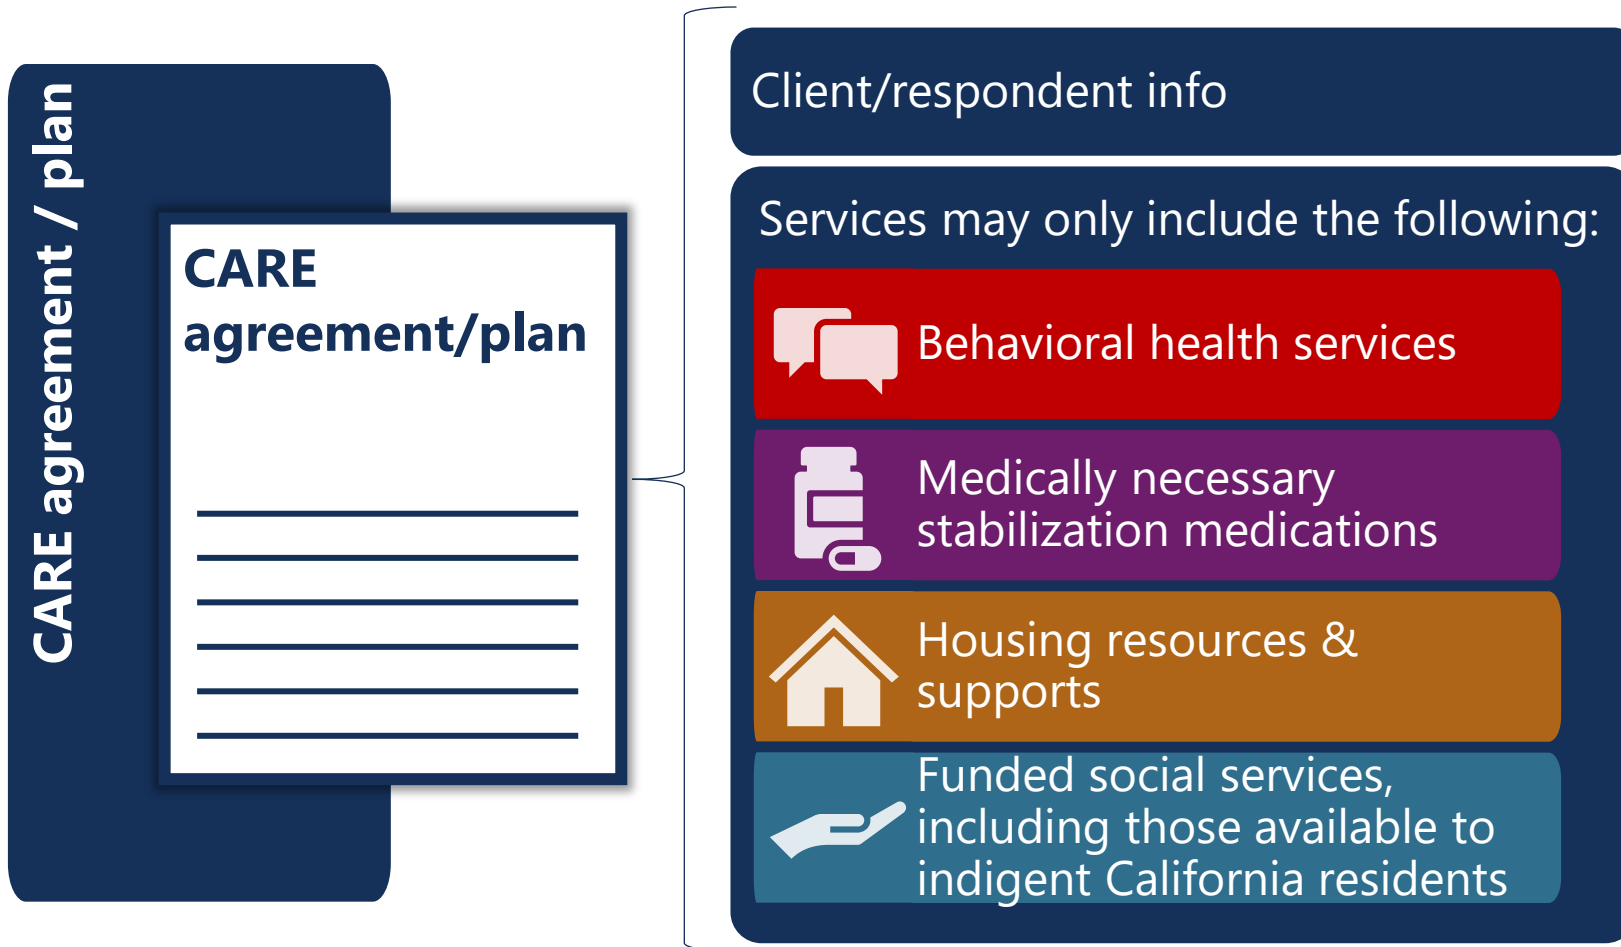 CARE agreement / plan
CARE
agreement/plan
Client/respondent info
Services may only include the following:
Behavioral health services
Medically necessary
stabilization medications
Housing resources &
supports
Funded social services,
including those available to
indigent California residents